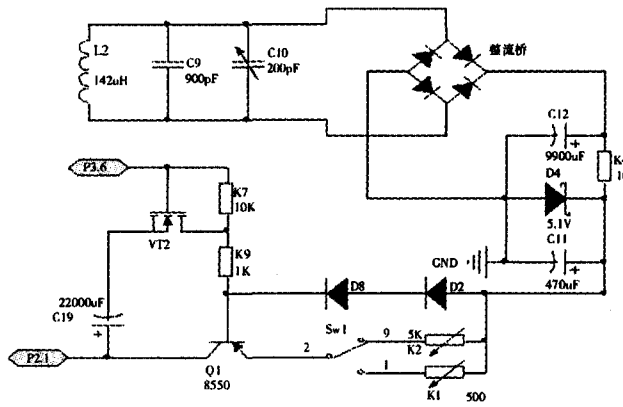 L2
142uH
C9
900pF
C10
200pF
整流桥
C12
9900uF
D4
5.1V
C11
470uF
GND
P3.6
K7
10K
VT2
K9
1K
22000uF
C19
D8
D2
Sw1
9
5K
K2
2
1
K1
500
P2.1
Q1
8550